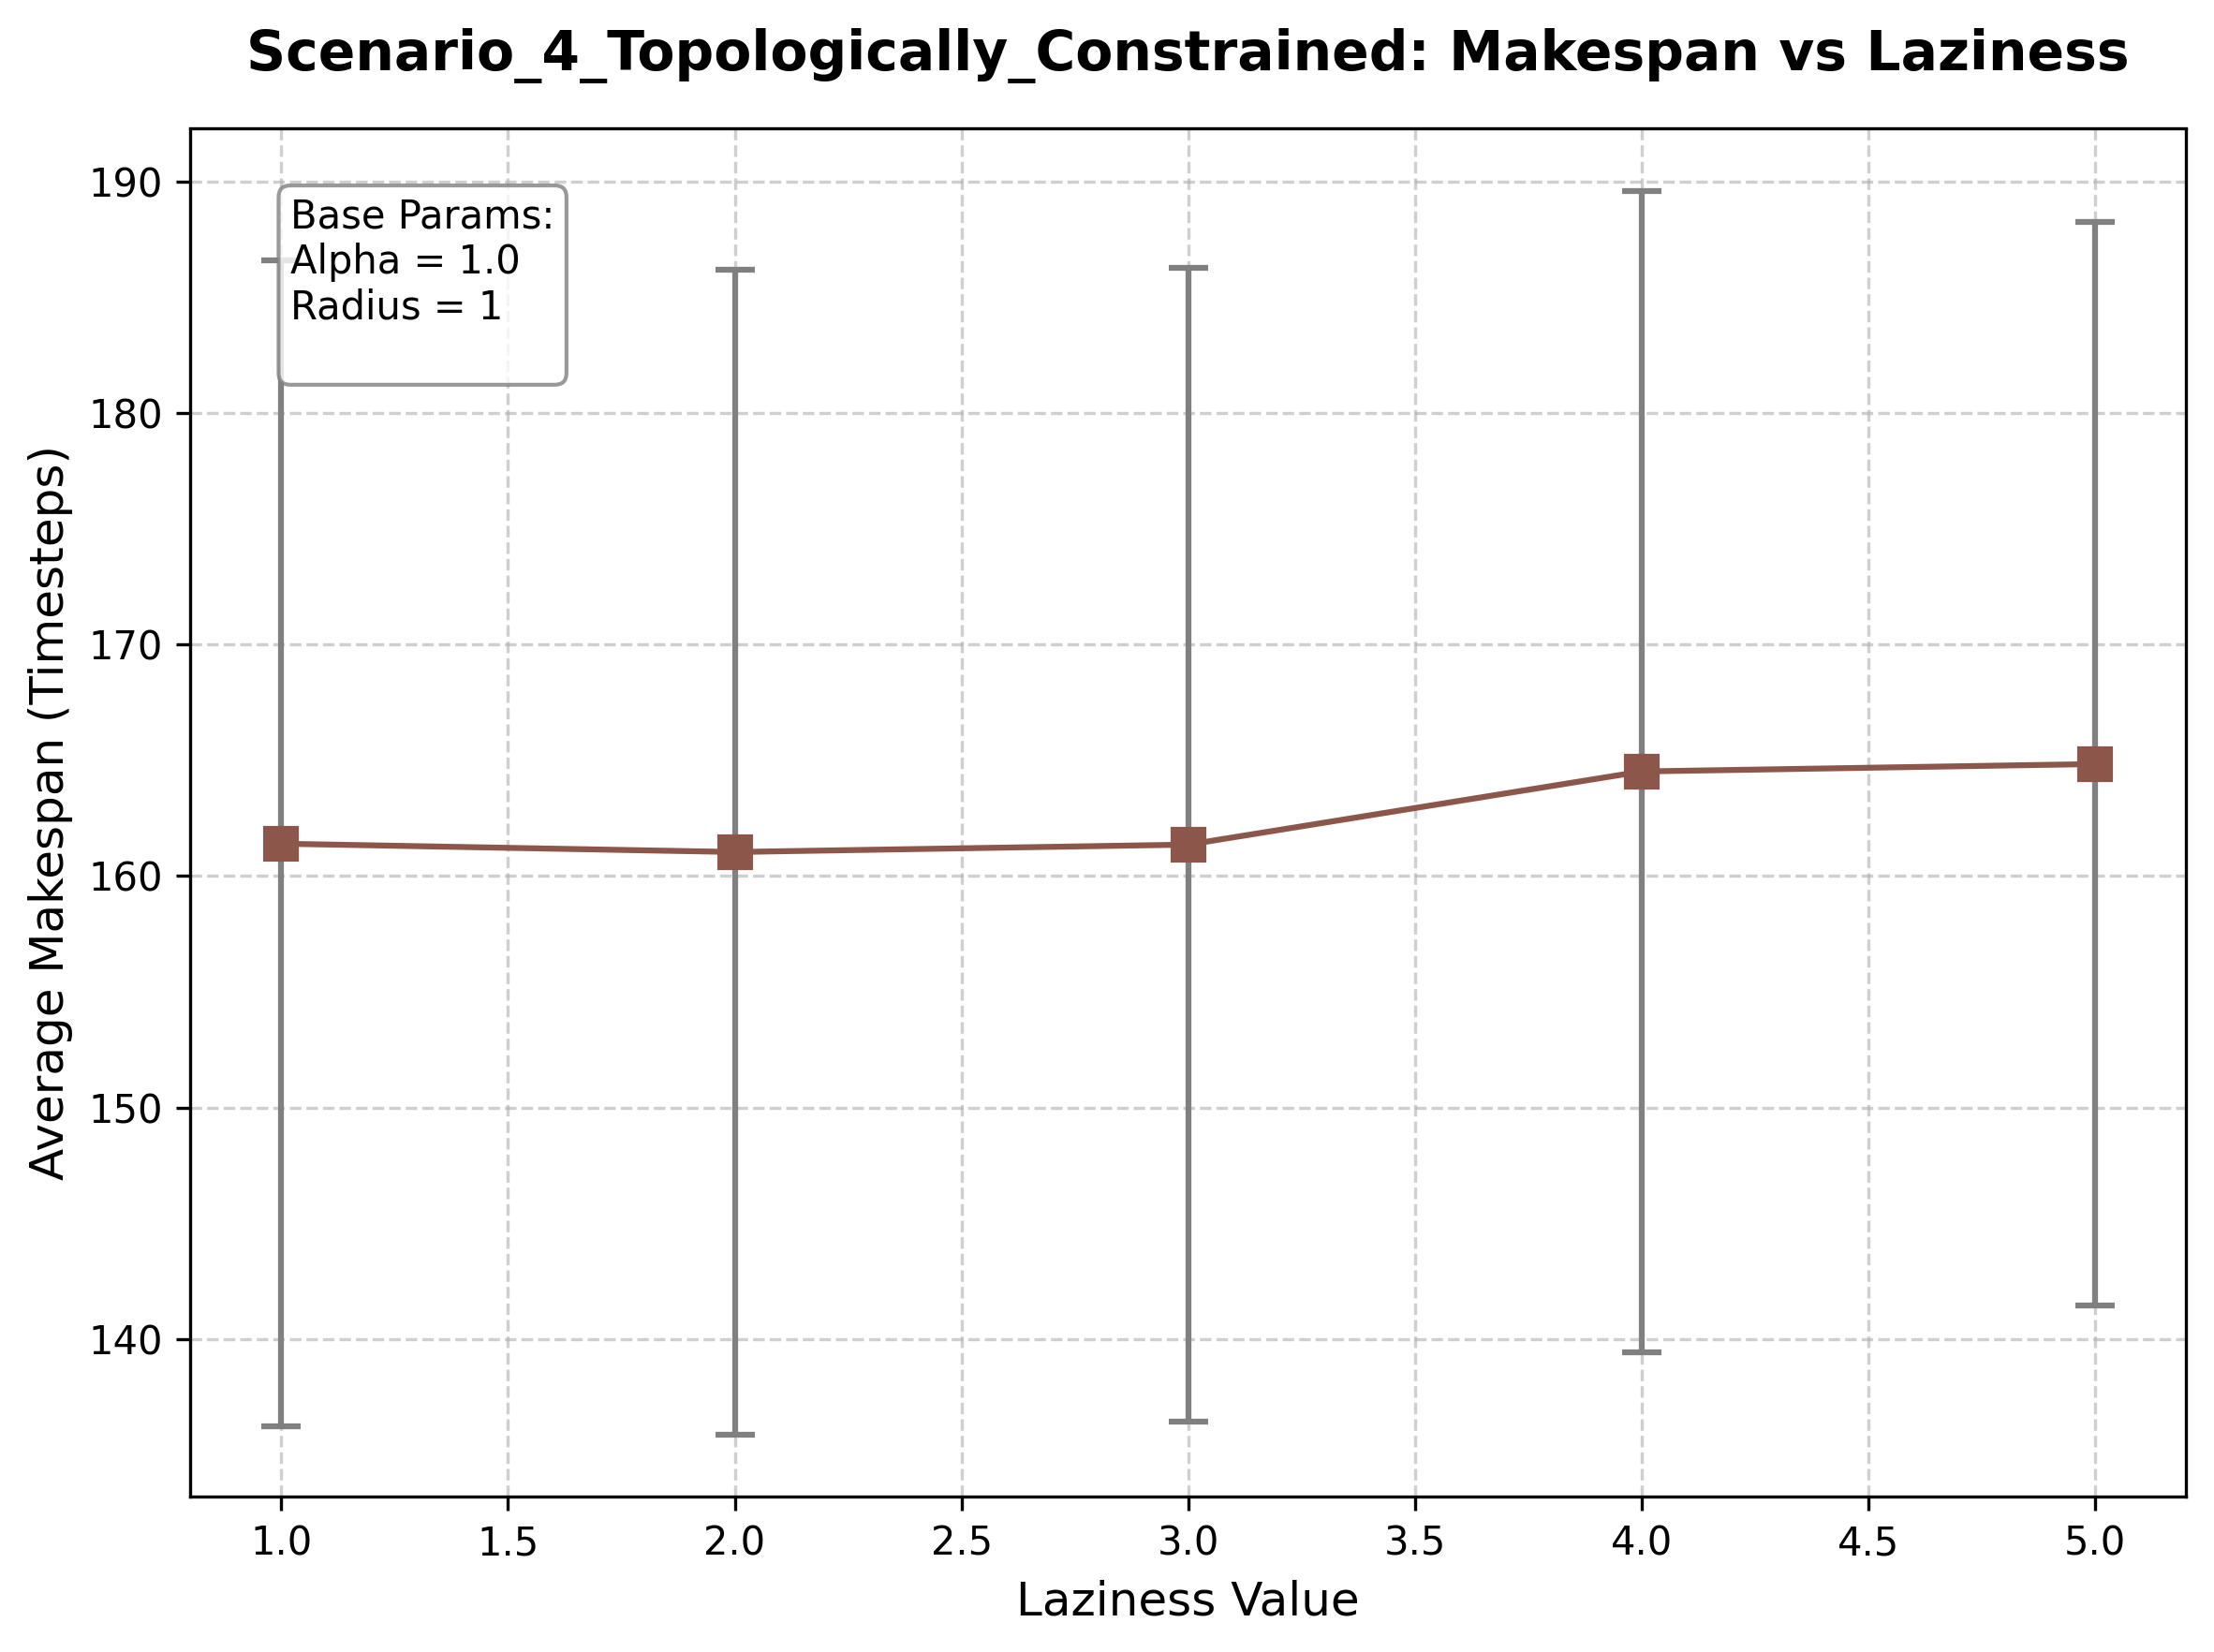 Scenario_4_Topologically_Constrained: Makespan vs Laziness
Base Params:
Alpha = 1.0
Radius = 1
Average Makespan (Timesteps)
190
180
170
160
150
140
1.0 1.5 2.0 2.5 3.0 3.5 4.0 4.5 5.0
Laziness Value